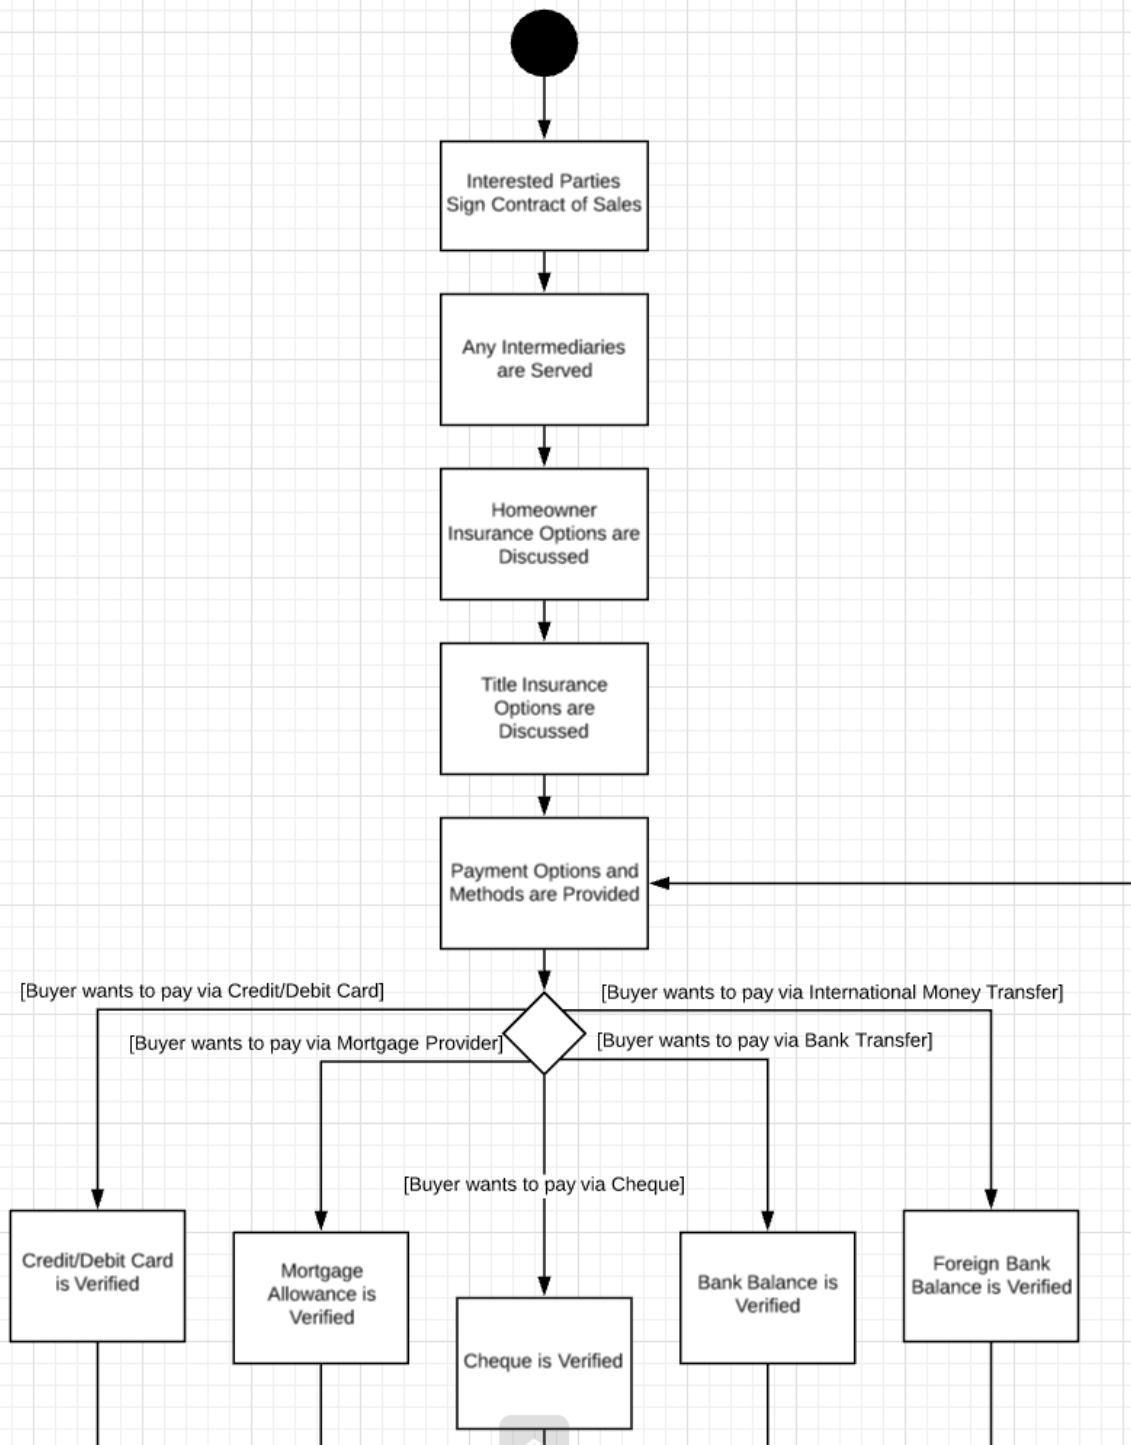 Interested Parties
Sign Contract of Sales
Any Intermediaries
are Served
Homeowner
Insurance Options are
Discussed
Title Insurance
Options are
Discussed
Payment Options and
Methods are Provided
[Buyer wants to pay via Credit/Debit Card]
[Buyer wants to pay via International Money Transfer]
[Buyer wants to pay via Mortgage Provider]
[Buyer wants to pay via Bank Transfer]
[Buyer wants to pay via Cheque]
Credit/Debit Card
is Verified
Mortgage
Allowance is
Verified
Cheque is Verified
Bank Balance is
Verified
Foreign Bank
Balance is Verified